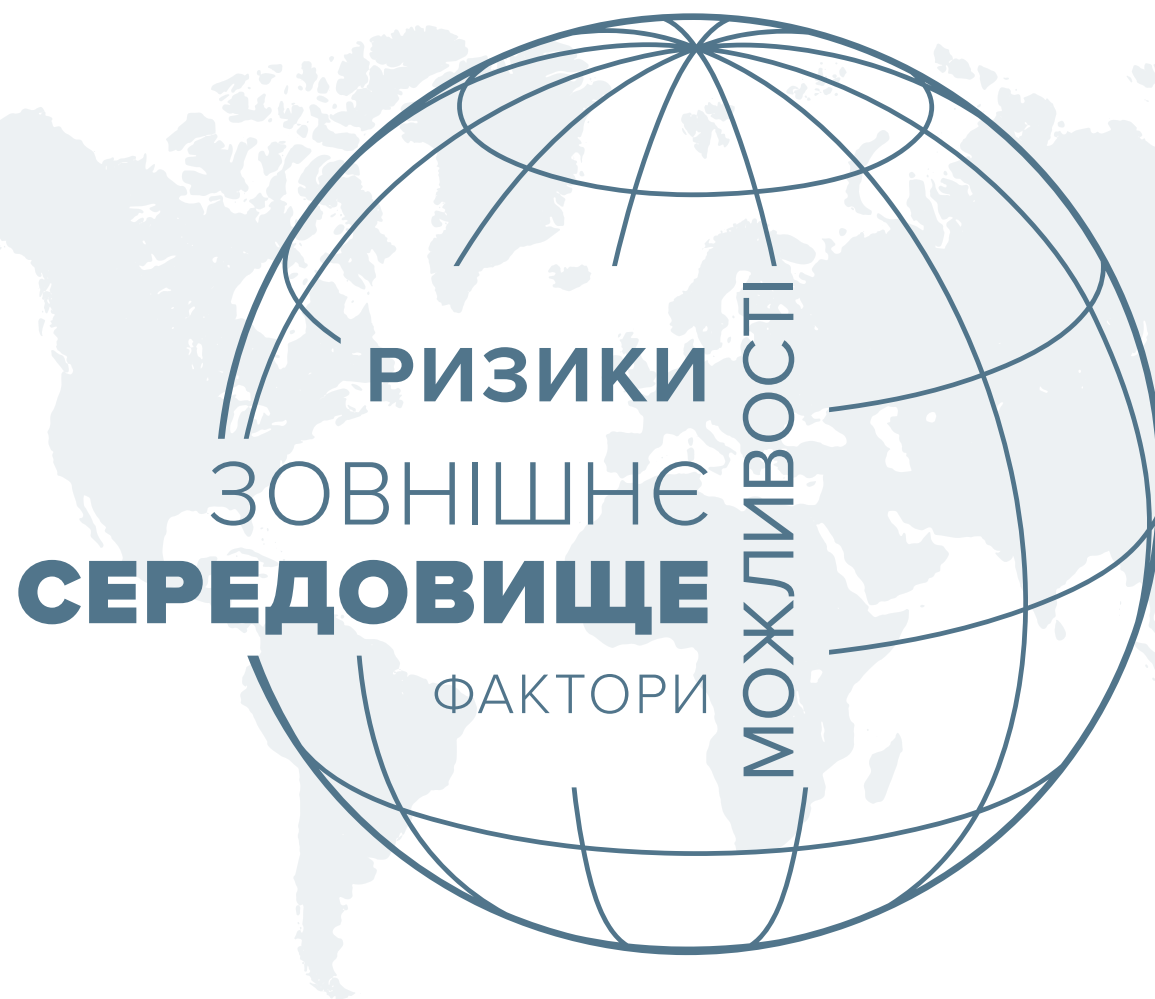 РИЗИКИ
ЗОВНІШНЄ
СЕРЕДОВИЩЕ
ФАКТОРИ
МОЖЛИВОСТІ